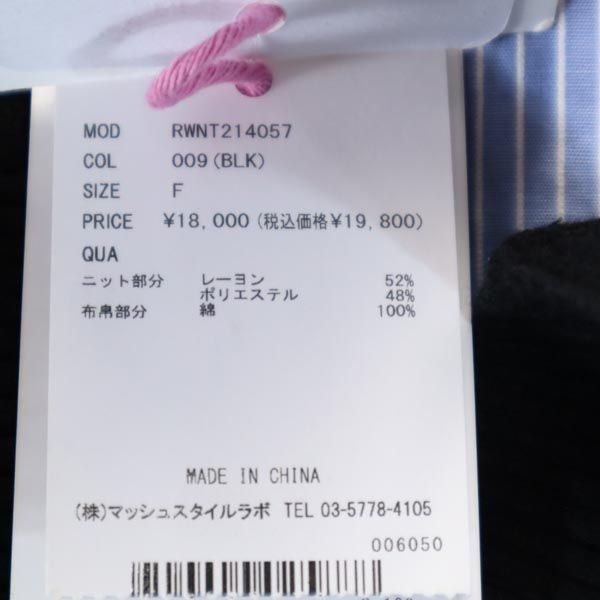 MOD RWNT214057
COL 009(BLK)
SIZE F
PRICE ¥18,000(税込価格¥19,800)
QUA
ニット部分 レーヨン 52%
ポリエステル 48%
布帛部分 綿 100%
MADE IN CHINA
(株)マッシュスタイルラボ TEL 03-5778-4105
006050